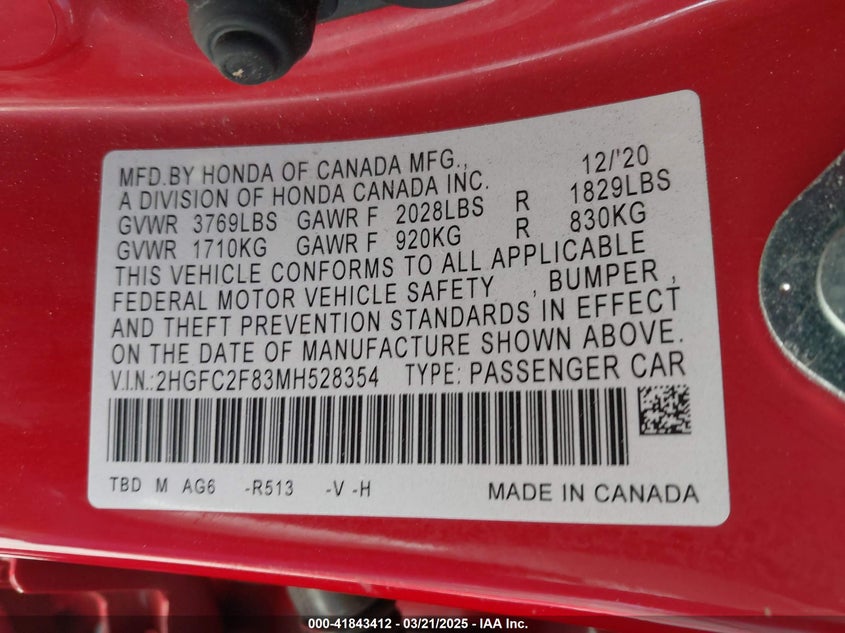 MFD.BY HONDA OF CANADA MFG., 12/'20
A DIVISION OF HONDA CANADA INC.
GVWR 3769LBS GAWR F 2028LBS R 1829LBS
GVWR 1710KG GAWR F 920KG R 830KG
THIS VEHICLE CONFORMS TO ALL APPLICABLE
FEDERAL MOTOR VEHICLE SAFETY , BUMPER ,
AND THEFT PREVENTION STANDARDS IN EFFECT
ON THE DATE OF MANUFACTURE SHOWN ABOVE.
V.I.N.:2HGFC2F83MH528354 TYPE: PASSENGER CAR
TBD M AG6 -R513 -V -H MADE IN CANADA
000-41843412 — 03/21/2025 — IAA Inc.